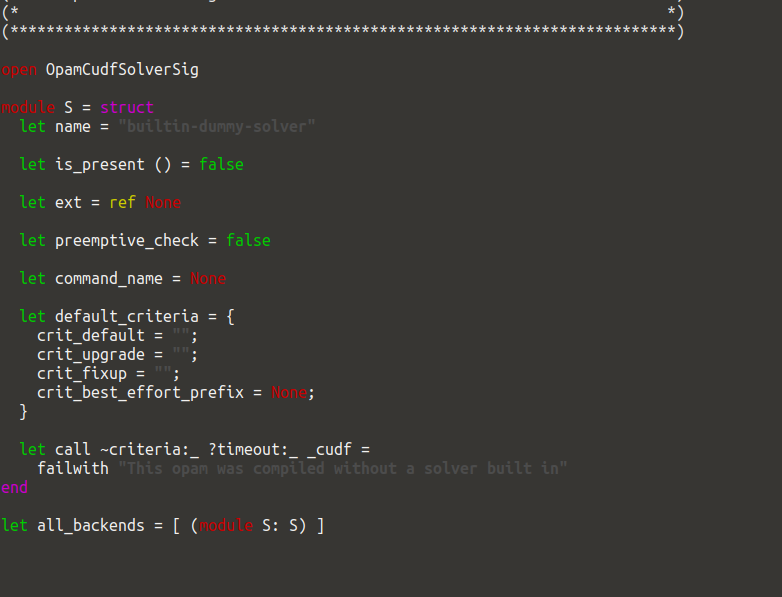 (*                                                                        *)
(**************************************************************************)
open OpamCudfSolverSig
module S = struct
  let name = "builtin-dummy-solver"
  let is_present () = false
  let ext = ref None
  let preemptive_check = false
  let command_name = None
  let default_criteria = {
    crit_default = "";
    crit_upgrade = "";
    crit_fixup = "";
    crit_best_effort_prefix = None;
  }
  let call ~criteria:_ ?timeout:_ _cudf =
    failwith "This opam was compiled without a solver built in"
end
let all_backends = [ (module S: S) ]